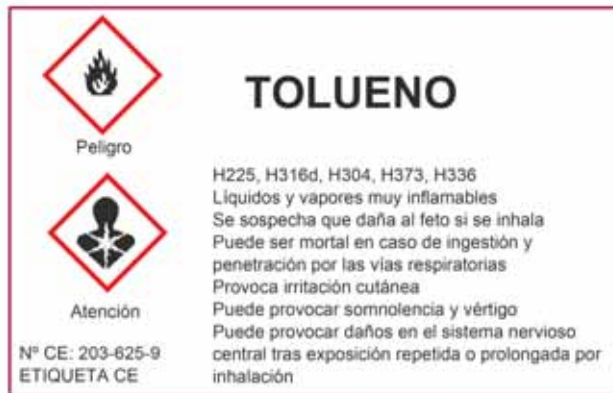 Peligro
TOLUENO
Atención
Nº CE: 203-625-9
ETIQUETA CE
H225, H316d, H304, H373, H336
Líquidos y vapores muy inflamables
Se sospecha que daña al feto si se inhala
Puede ser mortal en caso de ingestión y
penetración por las vías respiratorias
Provoca irritación cutánea
Puede provocar somnolencia y vértigo
Puede provocar daños en el sistema nervioso
central tras exposición repetida o prolongada por
inhalación